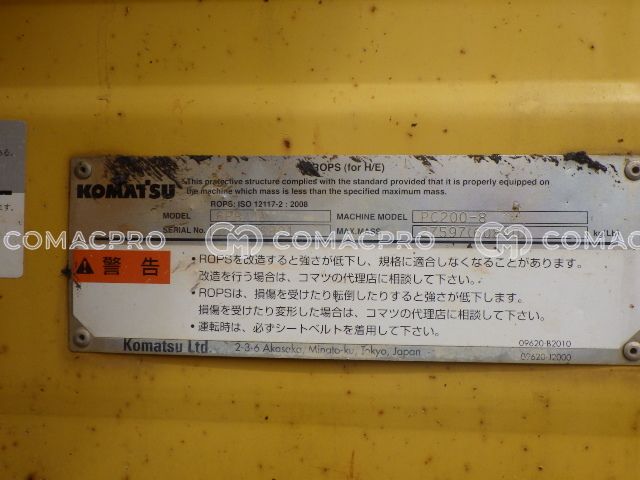 ROPS (for H/E)
KOMATSU
This protective structure complies with the standard provided that it is properly equipped on
the machine which mass is less than the specified maximum mass.
ROPS: ISO 12117-2 : 2008
MODEL MACHINE MODEL PC200-8
SERIAL No. MAX.MASS
COMACPRO COMACPRO COMACPRO
⚠ 警告
・ROPSを改造すると強さが低下し、規格に適合しなくなることがあります。
改造を行う場合は、コマツの代理店に相談して下さい。
・ROPSは、損傷を受けたり転倒したりすると強さが低下します。
損傷を受けたり変形した場合は、コマツの代理店に相談して下さい。
・運転時は、必ずシートベルトを着用して下さい。
Komatsu Ltd. 2-3-6 Akasaka, Minato-ku, Tokyo, Japan
09620-B2010
09620-J2000